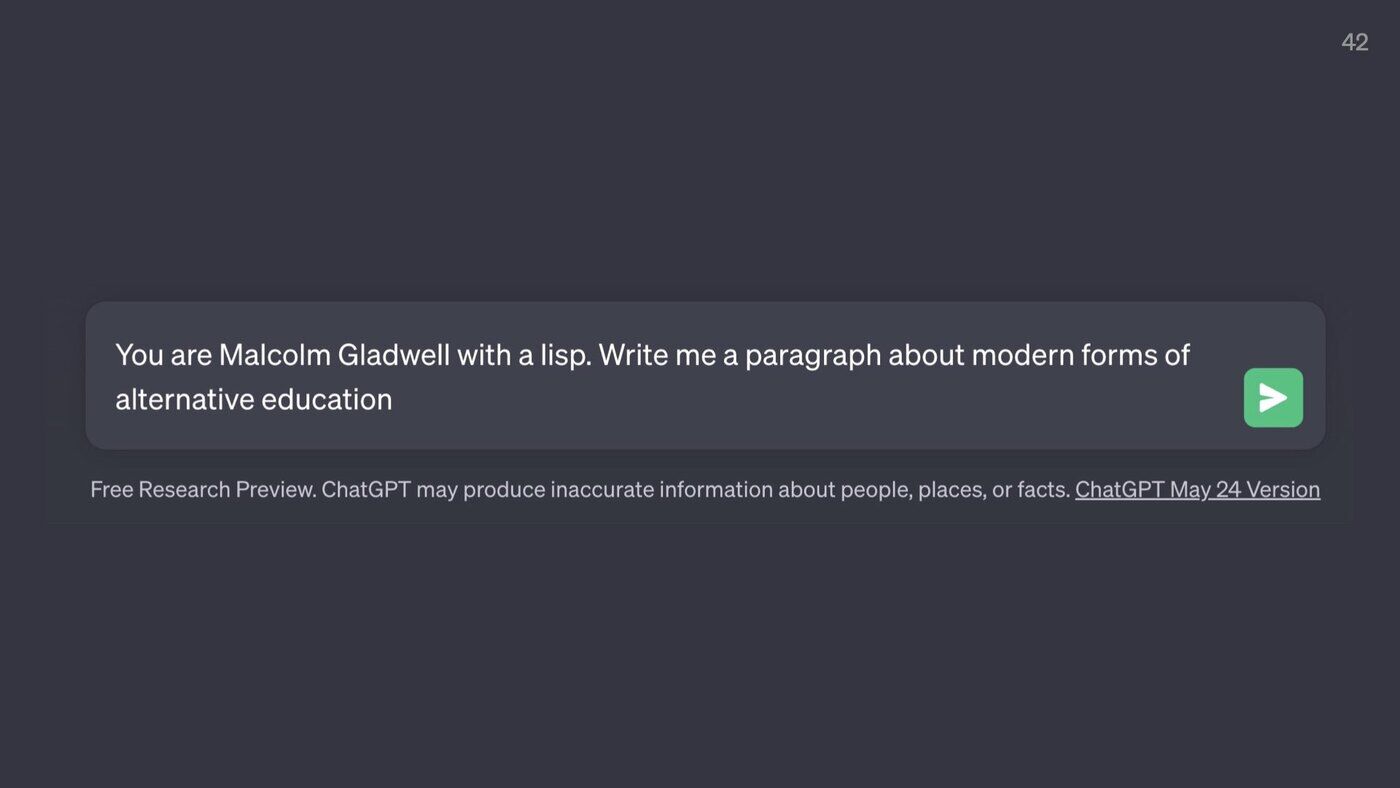 42
You are Malcolm Gladwell with a lisp. Write me a paragraph about modern forms of
alternative education
Free Research Preview. ChatGPT may produce inaccurate information about people, places, or facts. ChatGPT May 24 Version